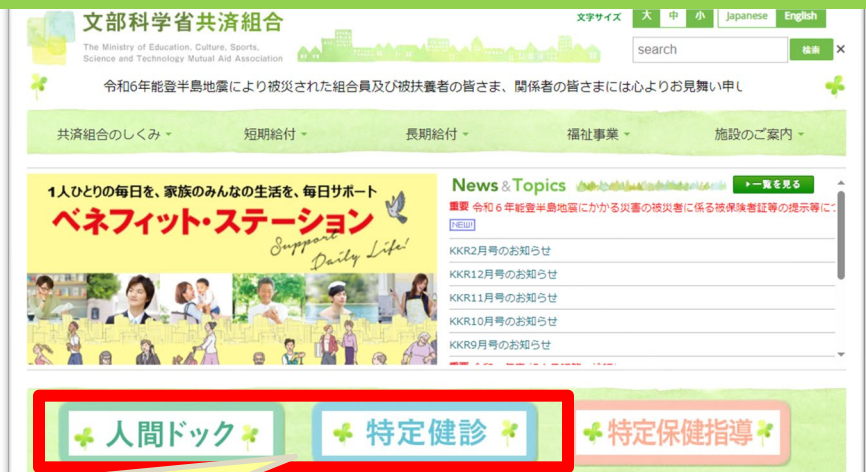 文部科学省共済組合
The Ministry of Education, Culture, Sports,
Science and Technology Mutual Aid Association
文字サイズ 大 中 小 Japanese English
search 検索 ×
令和6年能登半島地震により被災された組合員及び被扶養者の皆さま、関係者の皆さまには心よりお見舞い申し
共済組合のしくみ 短期給付 長期給付 福祉事業 施設のご案内
1人ひとりの毎日を、家族のみんなの生活を、毎日サポート
ベネフィット・ステーション
Support
Daily Life!
News & Topics 一覧を見る
重要 令和6年能登半島地震にかかる災害の被災者に係る被保険者証等の提示等に
NEW!
KKR2月号のお知らせ
KKR12月号のお知らせ
KKR11月号のお知らせ
KKR10月号のお知らせ
KKR9月号のお知らせ
人間ドック 特定健診 特定保健指導